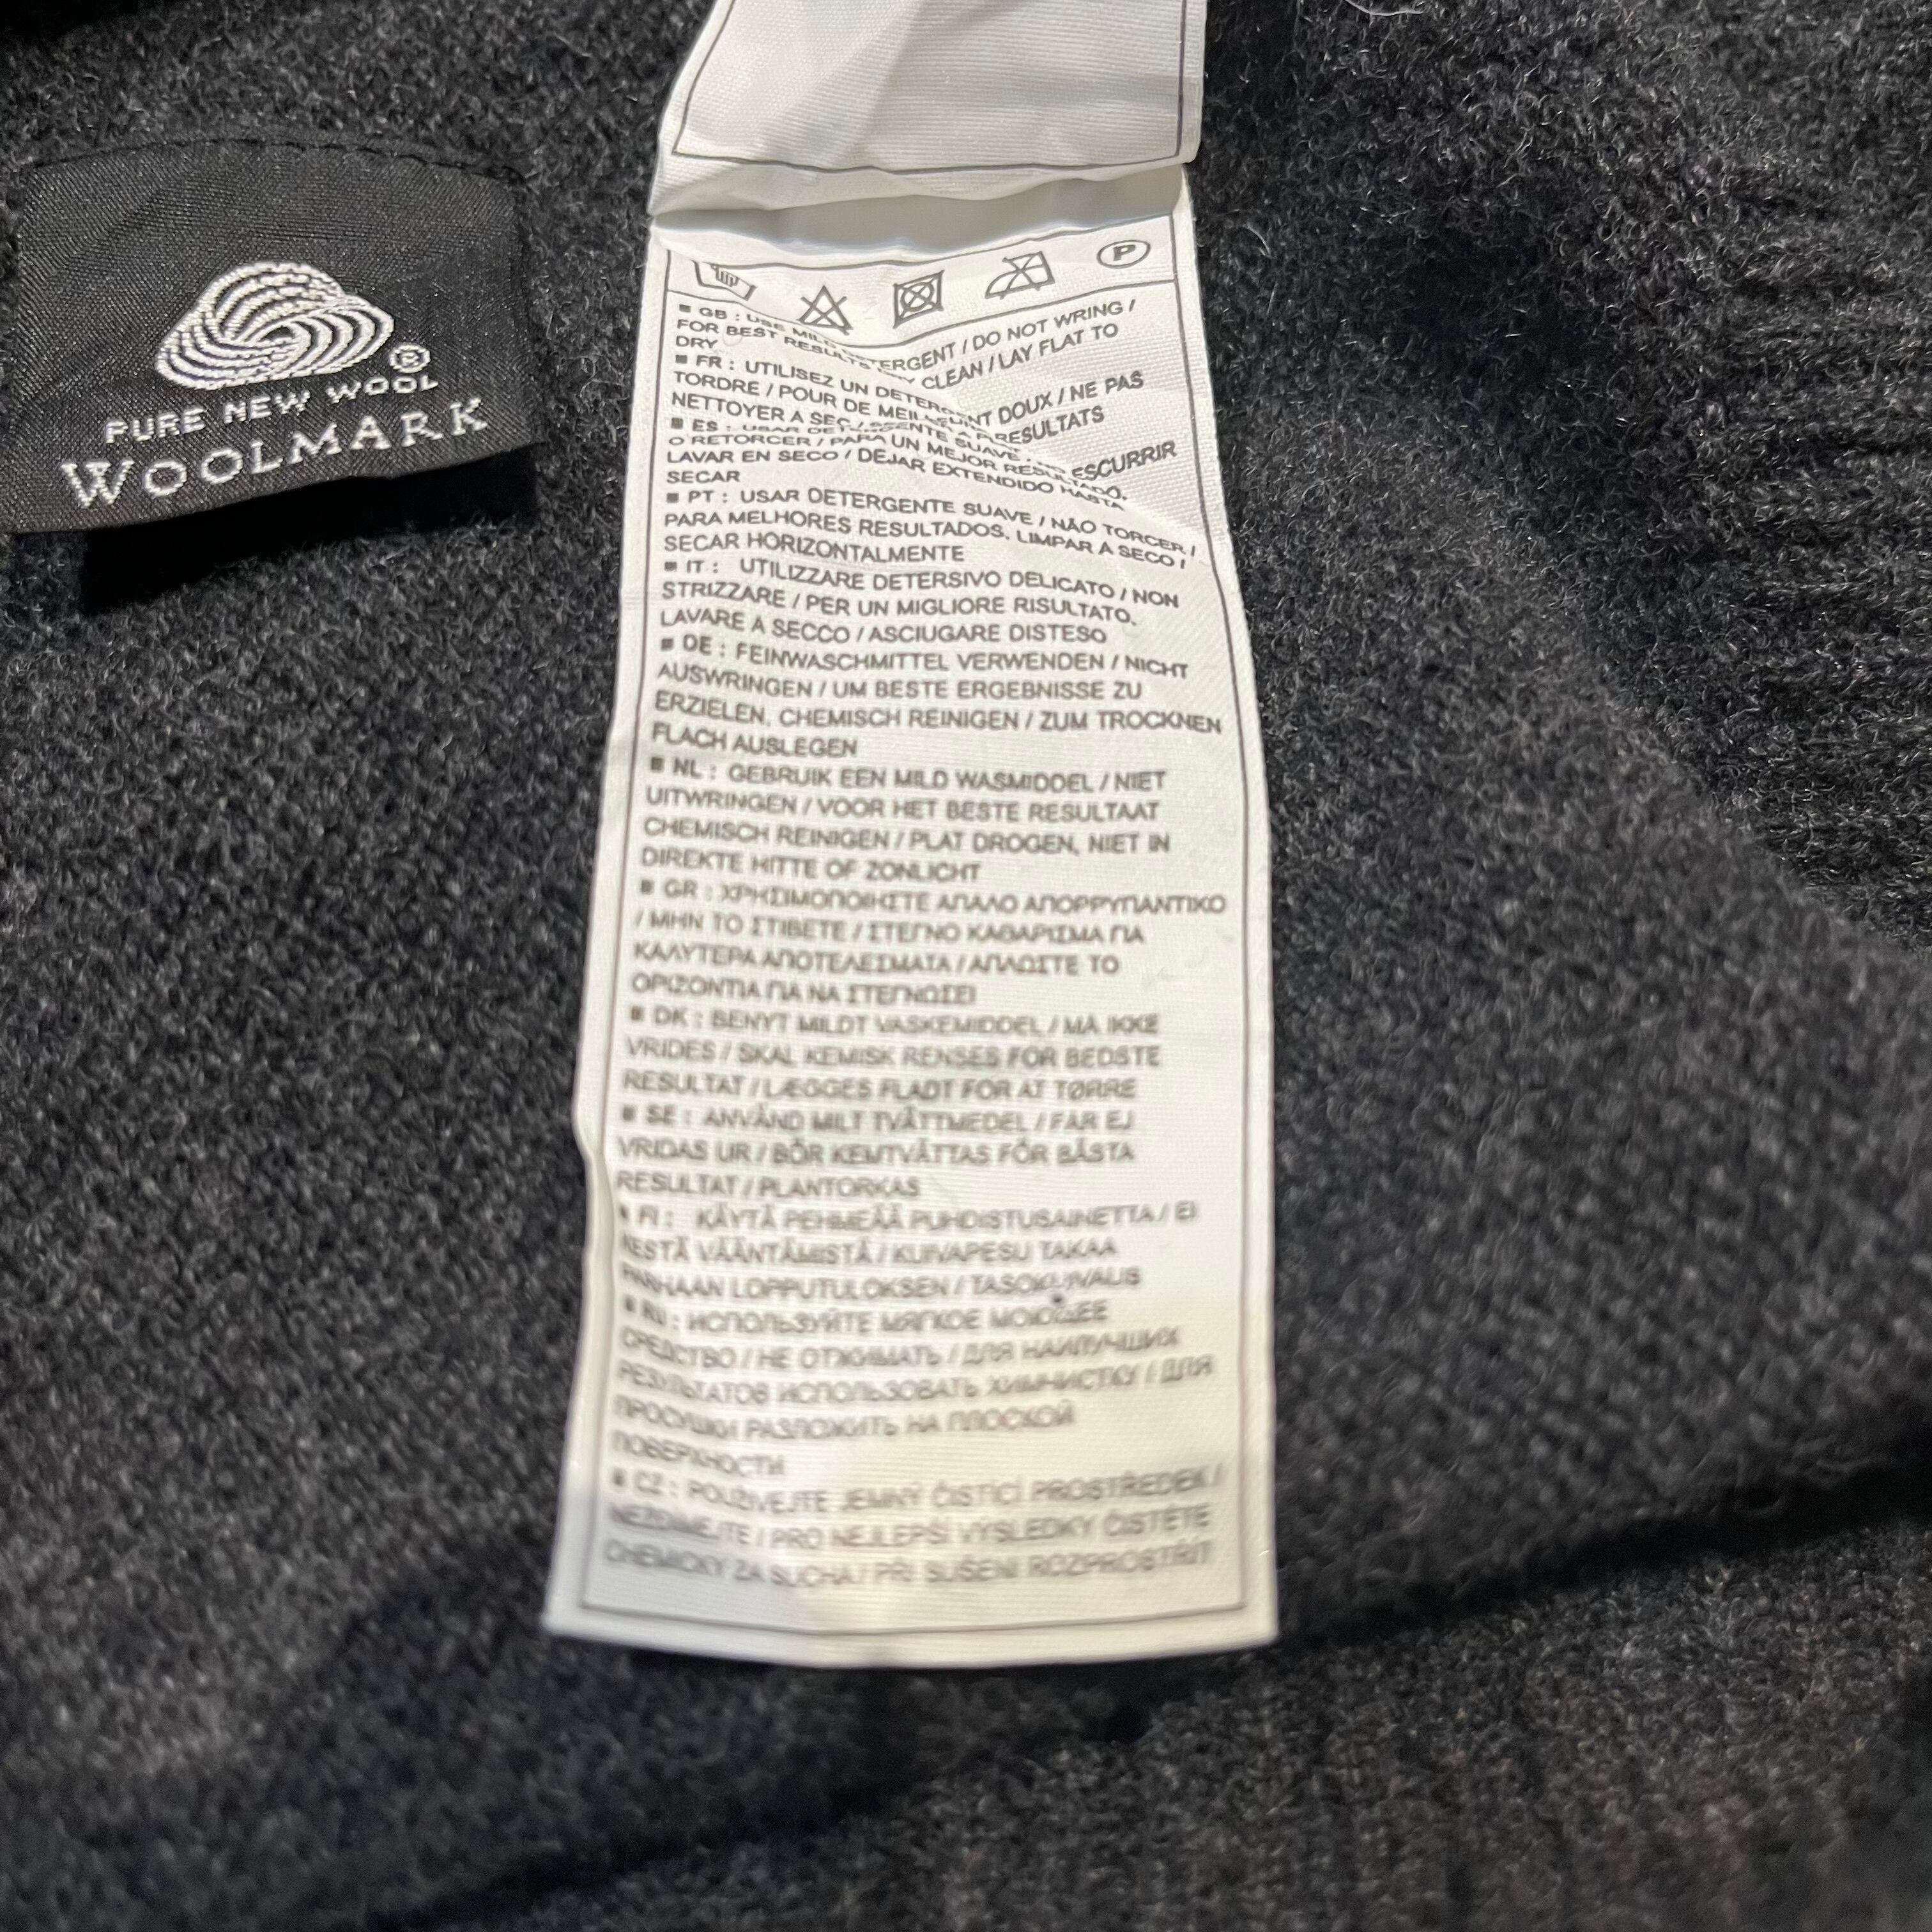 PURE NEW WOOL ®
WOOLMARK
P
■ GB : USE MILD DETERGENT / DO NOT WRING /
FOR BEST RESULTS, DRY CLEAN / LAY FLAT TO
DRY
■ FR : UTILISEZ UN DETERGENT DOUX / NE PAS
TORDRE / POUR DE MEILLEURS RESULTATS
NETTOYER A SEC /
■ ES : USAR DETERGENTE SUAVE / NO ESCURRIR
O RETORCER / PARA UN MEJOR RESULTADO,
LAVAR EN SECO / DEJAR EXTENDIDO HASTA
SECAR
■ PT : USAR DETERGENTE SUAVE / NÃO TORCER /
PARA MELHORES RESULTADOS, LIMPAR A SECO /
SECAR HORIZONTALMENTE
■ IT : UTILIZZARE DETERSIVO DELICATO / NON
STRIZZARE / PER UN MIGLIORE RISULTATO,
LAVARE A SECCO / ASCIUGARE DISTESO
■ DE : FEINWASCHMITTEL VERWENDEN / NICHT
AUSWRINGEN / UM BESTE ERGEBNISSE ZU
ERZIELEN, CHEMISCH REINIGEN / ZUM TROCKNEN
FLACH AUSLEGEN
■ NL : GEBRUIK EEN MILD WASMIDDEL / NIET
UITWRINGEN / VOOR HET BESTE RESULTAAT
CHEMISCH REINIGEN / PLAT DROGEN, NIET IN
DIREKTE HITTE OF ZONLICHT
■ GR : ΧΡΗΣΙΜΟΠΟΙΗΣΤΕ ΑΠΑΛΟ ΑΠΟΡΡΥΠΑΝΤΙΚΟ
/ ΜΗΝ ΤΟ ΣΤΙΒΕΤΕ / ΣΤΕΓΝΟ ΚΑΘΑΡΙΣΜΑ ΓΙΑ
ΚΑΛΥΤΕΡΑ ΑΠΟΤΕΛΕΣΜΑΤΑ / ΑΠΛΩΣΤΕ ΤΟ
ΟΡΙΖΟΝΤΙΑ ΓΙΑ ΝΑ ΣΤΕΓΝΩΣΕΙ
■ DK : BENYT MILDT VASKEMIDDEL / MÅ IKKE
VRIDES / SKAL KEMISK RENSES FOR BEDSTE
RESULTAT / LÆGGES FLADT FOR AT TØRRE
■ SE : ANVÄND MILT TVÄTTMEDEL / FAR EJ
VRIDAS UR / BÖR KEMTVÄTTAS FÖR BÄSTA
RESULTAT / PLANTORKAS
■ FI : KÄYTÄ PEHMEÄÄ PUHDISTUSAINETTA / EI
KESTÄ VÄÄNTÄMISTÄ / KUIVAPESU TAKAA
PARHAAN LOPPUTULOKSEN / TASOKUIVAUS
■ RU : ИСПОЛЬЗУЙТЕ МЯГКОЕ МОЮЩЕЕ
СРЕДСТВО / НЕ ОТЖИМАТЬ / ДЛЯ НАИЛУЧШИХ
РЕЗУЛЬТАТОВ ИСПОЛЬЗОВАТЬ ХИМЧИСТКУ / ДЛЯ
ПРОСУШКИ РАЗЛОЖИТЬ НА ПЛОСКОЙ
ПОВЕРХНОСТИ
■ CZ : POUŽIVEJTE JEMNÝ ČISTÍCÍ PROSTŘEDEK /
NEŽDÍMEJTE / PRO NEJLEPŠÍ VÝSLEDKY ČISTĚTE
CHEMICKY ZA SUCHA / PŘI SUŠENÍ ROZPROSTŘÍT